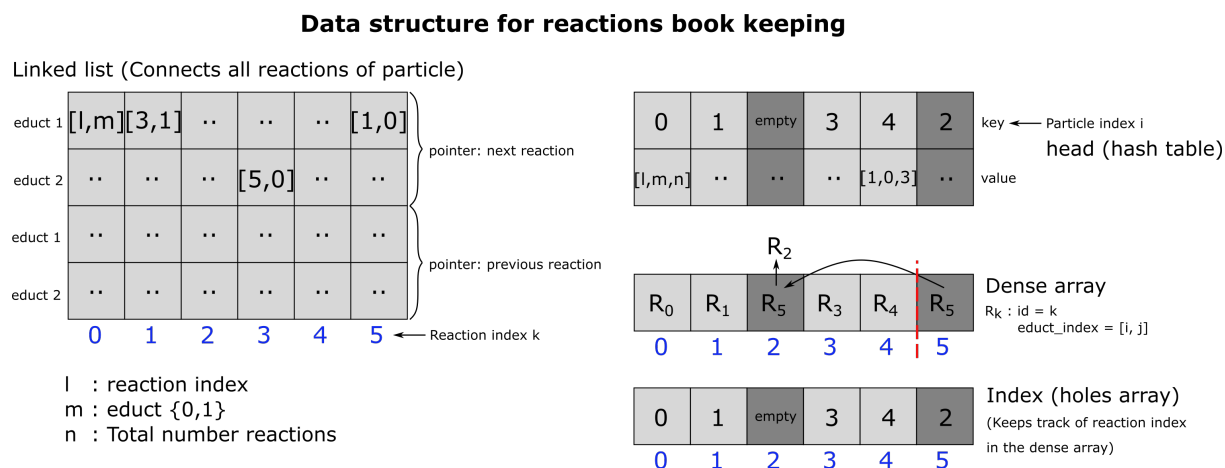 Data structure for reactions book keeping
Linked list (Connects all reactions of particle)
educt 1 [l,m] [3,1] .. .. .. [1,0]
educt 2 .. .. .. [5,0] .. ..
pointer: next reaction
educt 1 .. .. .. .. .. ..
educt 2 .. .. .. .. .. ..
pointer: previous reaction
0 1 2 3 4 5 Reaction index k
l : reaction index
m : educt {0,1}
n : Total number reactions
0 1 empty 3 4 2 key Particle index i
head (hash table)
[l,m,n] .. .. .. [1,0,3] .. value
R2
R0 R1 R5 R3 R4 R5
0 1 2 3 4 5
Dense array
Rk : id = k
educt_index = [i, j]
0 1 empty 3 4 2
0 1 2 3 4 5
Index (holes array)
(Keeps track of reaction index
in the dense array)